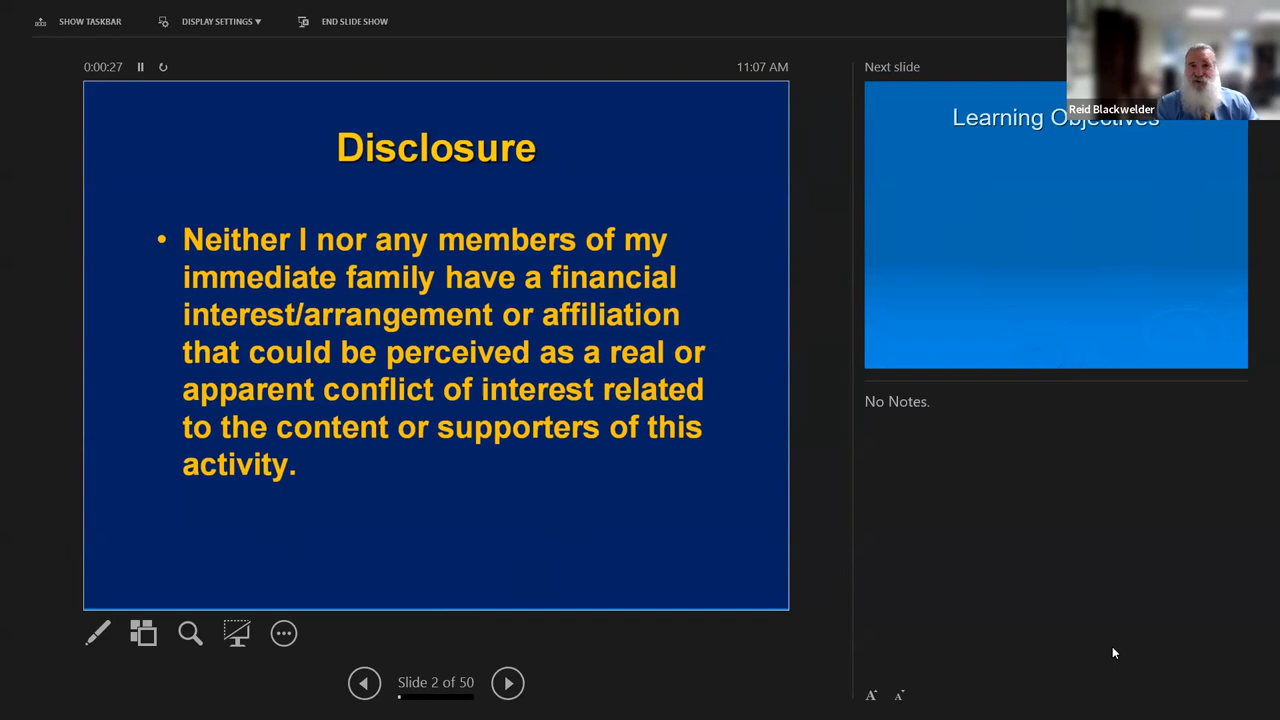 SHOW TASKBAR
DISPLAY SETTINGS ▾
END SLIDE SHOW
0:00:27
11:07 AM
Disclosure
• Neither I nor any members of my
immediate family have a financial
interest/arrangement or affiliation
that could be perceived as a real or
apparent conflict of interest related
to the content or supporters of this
activity.
Slide 2 of 50
Next slide
Reid Blackwelder
Learning Objectives
No Notes.
A A